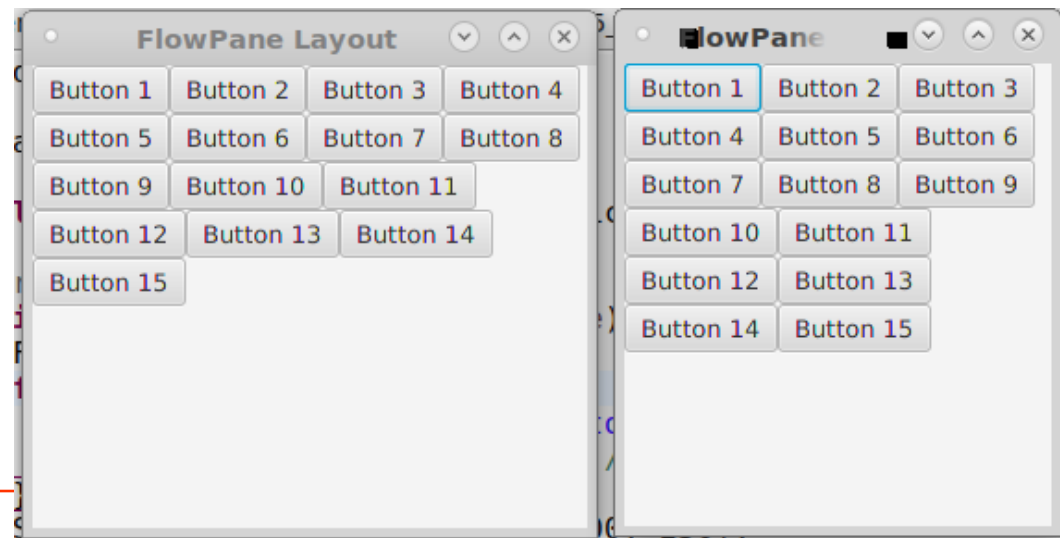 FlowPane Layout
Button 1 Button 2 Button 3 Button 4
Button 5 Button 6 Button 7 Button 8
Button 9 Button 10 Button 11
Button 12 Button 13 Button 14
Button 15
FlowPane
Button 1 Button 2 Button 3
Button 4 Button 5 Button 6
Button 7 Button 8 Button 9
Button 10 Button 11
Button 12 Button 13
Button 14 Button 15